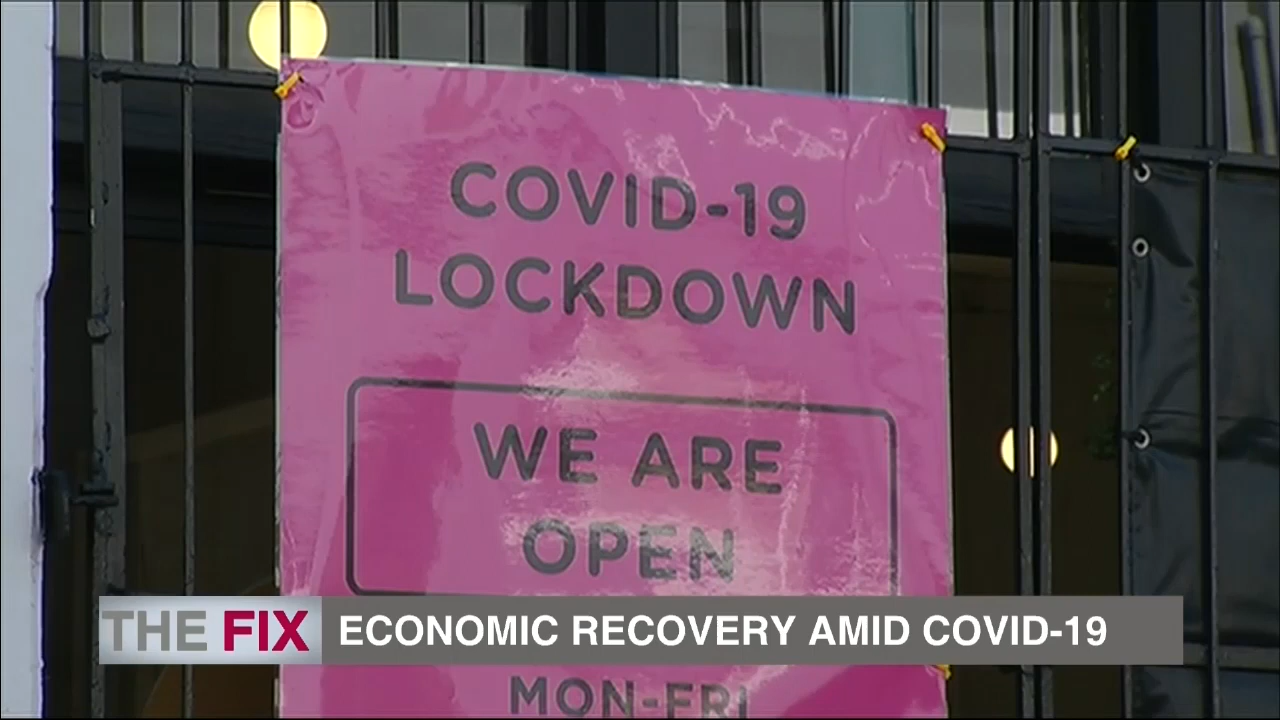 COVID-19
LOCKDOWN
WE ARE
OPEN
THE FIX ECONOMIC RECOVERY AMID COVID-19
MON-FRI